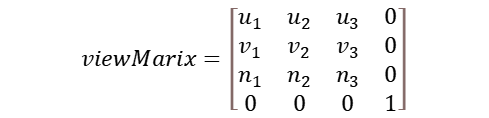 viewMarix =
u₁ u₂ u₃ 0
v₁ v₂ v₃ 0
n₁ n₂ n₃ 0
0 0 0 1